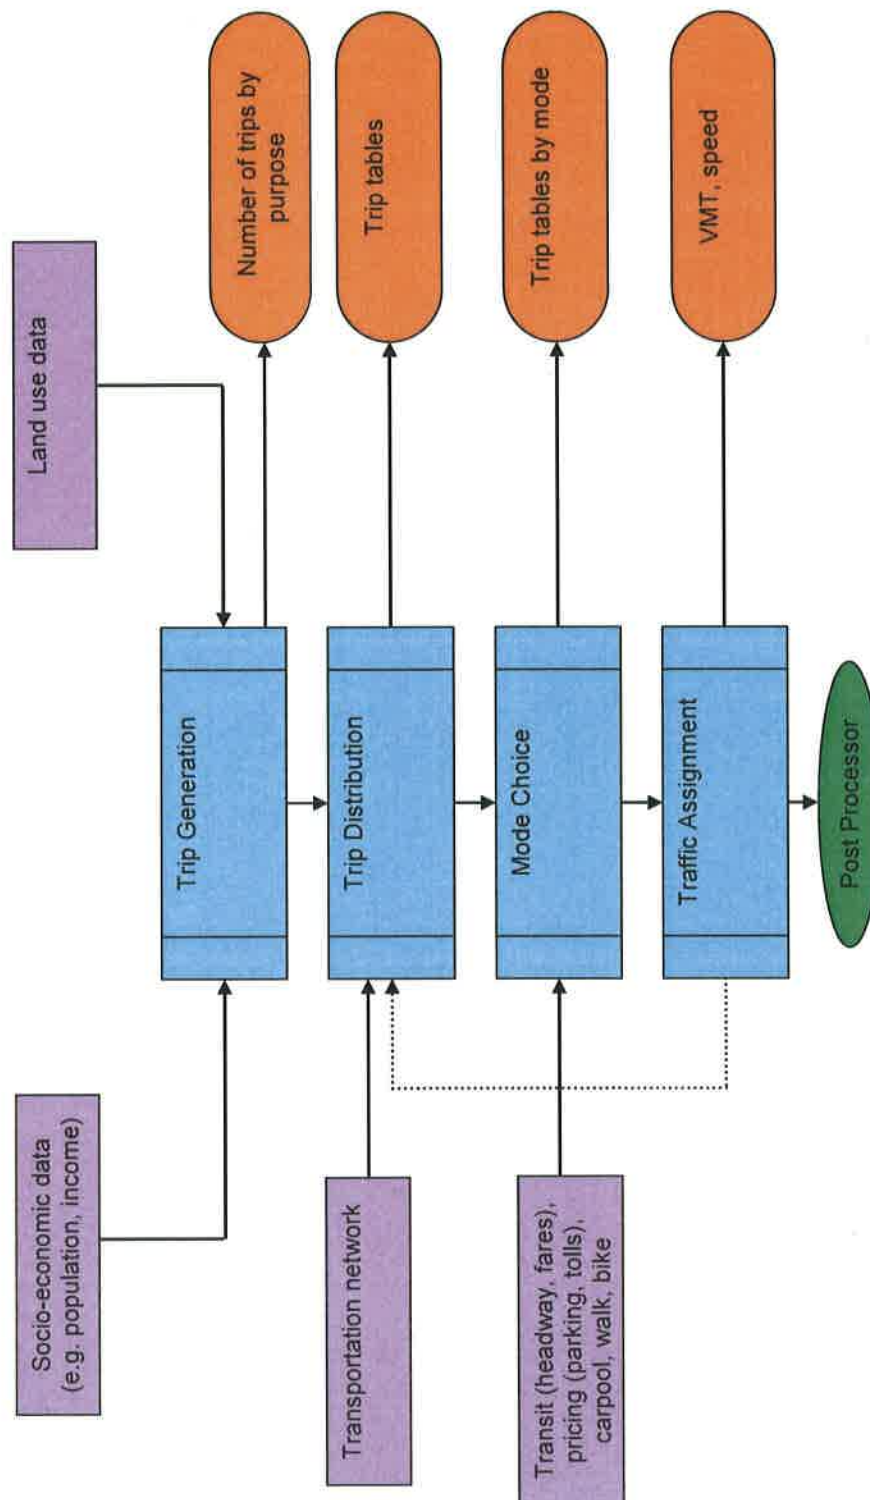 Socio-economic data
(e.g. population, income)
Land use data
Trip Generation
Number of trips by
purpose
Transportation network
Trip Distribution
Trip tables
Transit (headway, fares),
pricing (parking, tolls),
carpool, walk, bike
Mode Choice
Trip tables by mode
Traffic Assignment
VMT, speed
Post Processor